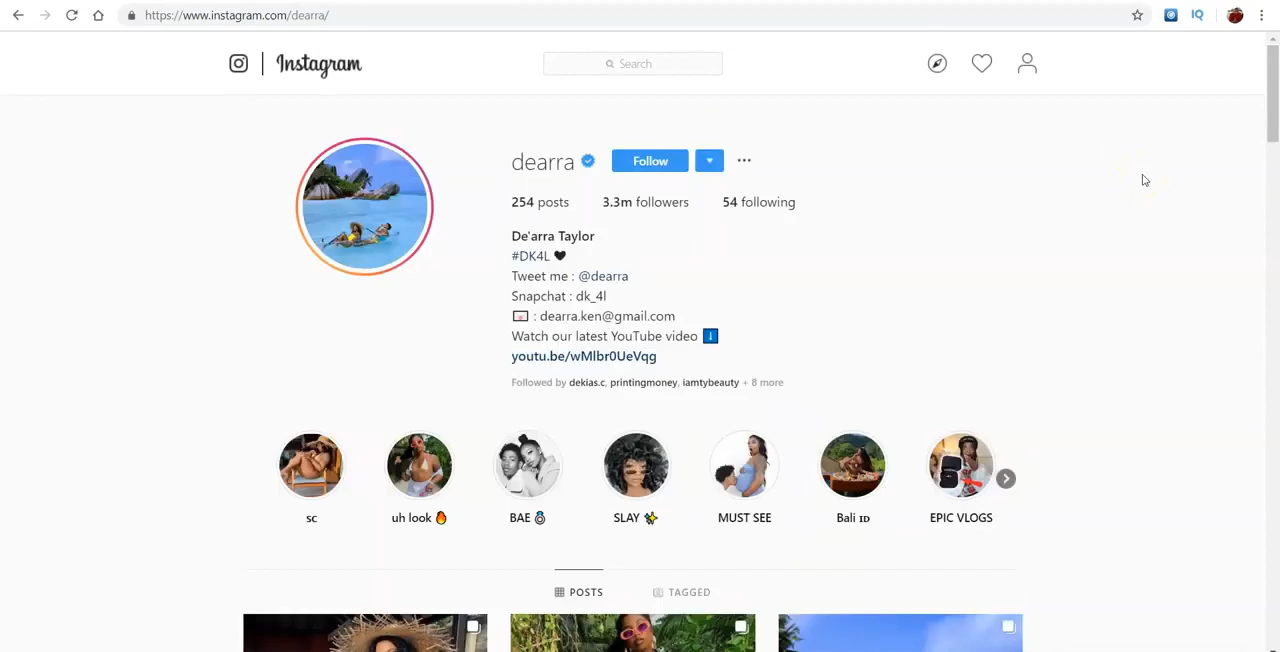 https://www.instagram.com/dearra/
IQ
Instagram
Search
dearra
Follow
254 posts 3.3m followers 54 following
De'arra Taylor
#DK4L 🖤
Tweet me : @dearra
Snapchat : dk_4l
💌 : dearra.ken@gmail.com
Watch our latest YouTube video ⬇️
youtu.be/wMlbr0UeVqg
Followed by dekias.c, printingmoney, iamtybeauty + 8 more
sc
uh look 🔥
BAE 💍
SLAY ✨
MUST SEE
Bali ID
EPIC VLOGS
POSTS
TAGGED